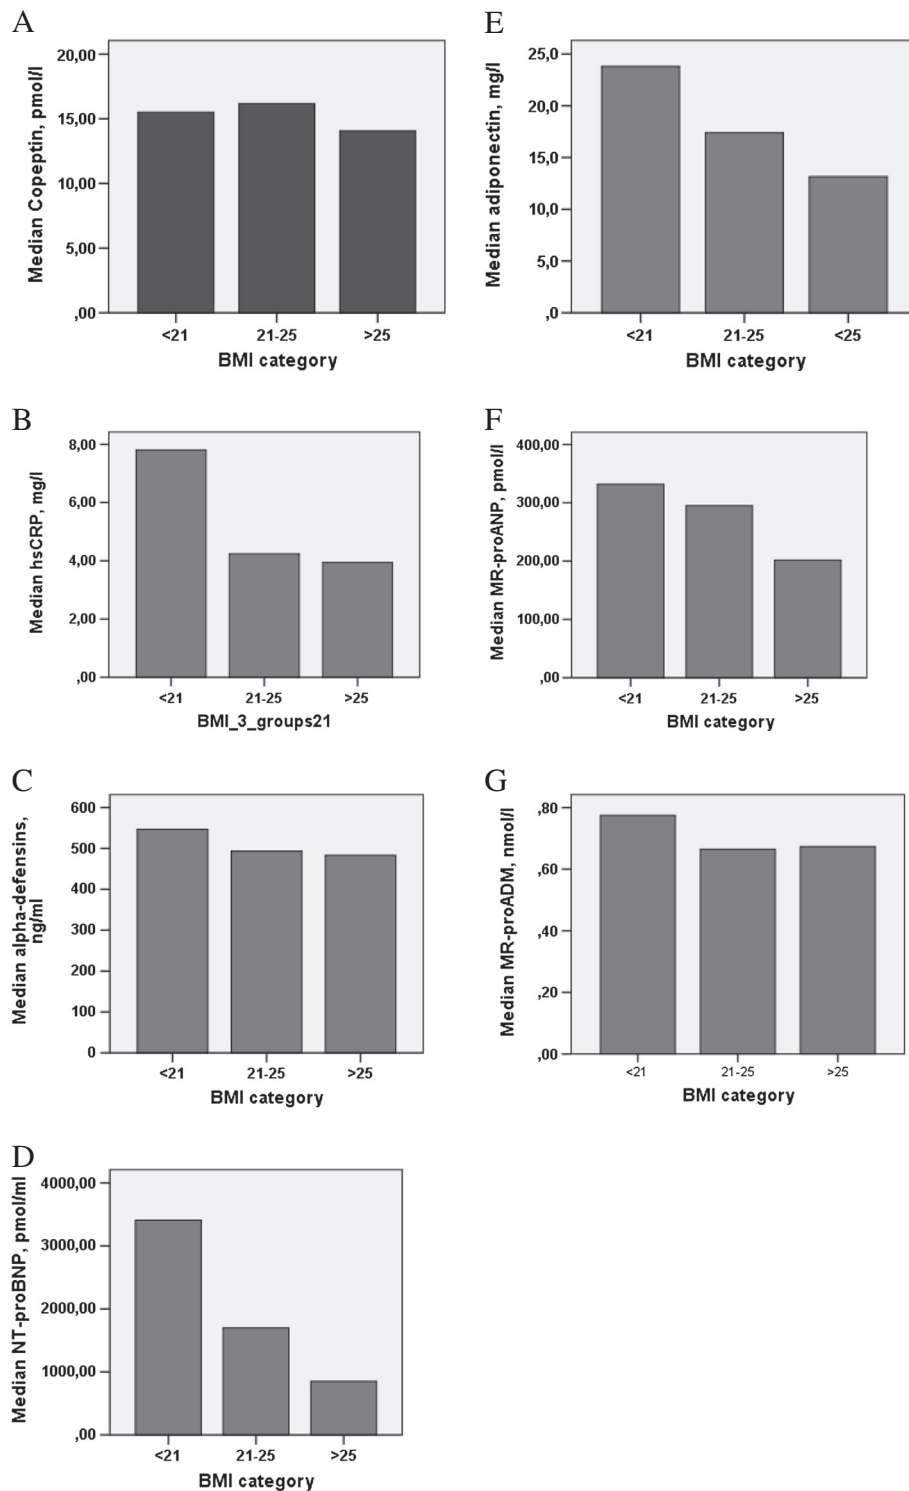 A
Median Copeptin, pmol/l
20,00
15,00
10,00
5,00
,00
<21 21-25 >25
BMI category
B
Median hsCRP, mg/l
8,00
6,00
4,00
2,00
,00
<21 21-25 >25
BMI_3_groups21
C
Median alpha-defensins,
ng/ml
600
500
400
300
200
100
0
<21 21-25 >25
BMI category
D
Median NT-proBNP, pmol/ml
4000,00
3000,00
2000,00
1000,00
,00
<21 21-25 >25
BMI category
E
Median adiponectin, mg/l
25,0
20,0
15,0
10,0
5,0
,0
<21 21-25 <25
BMI category
F
Median MR-proANP, pmol/l
400,00
300,00
200,00
100,00
,00
<21 21-25 >25
BMI category
G
Median MR-proADM, nmol/l
,80
,60
,40
,20
,00
<21 21-25 >25
BMI category